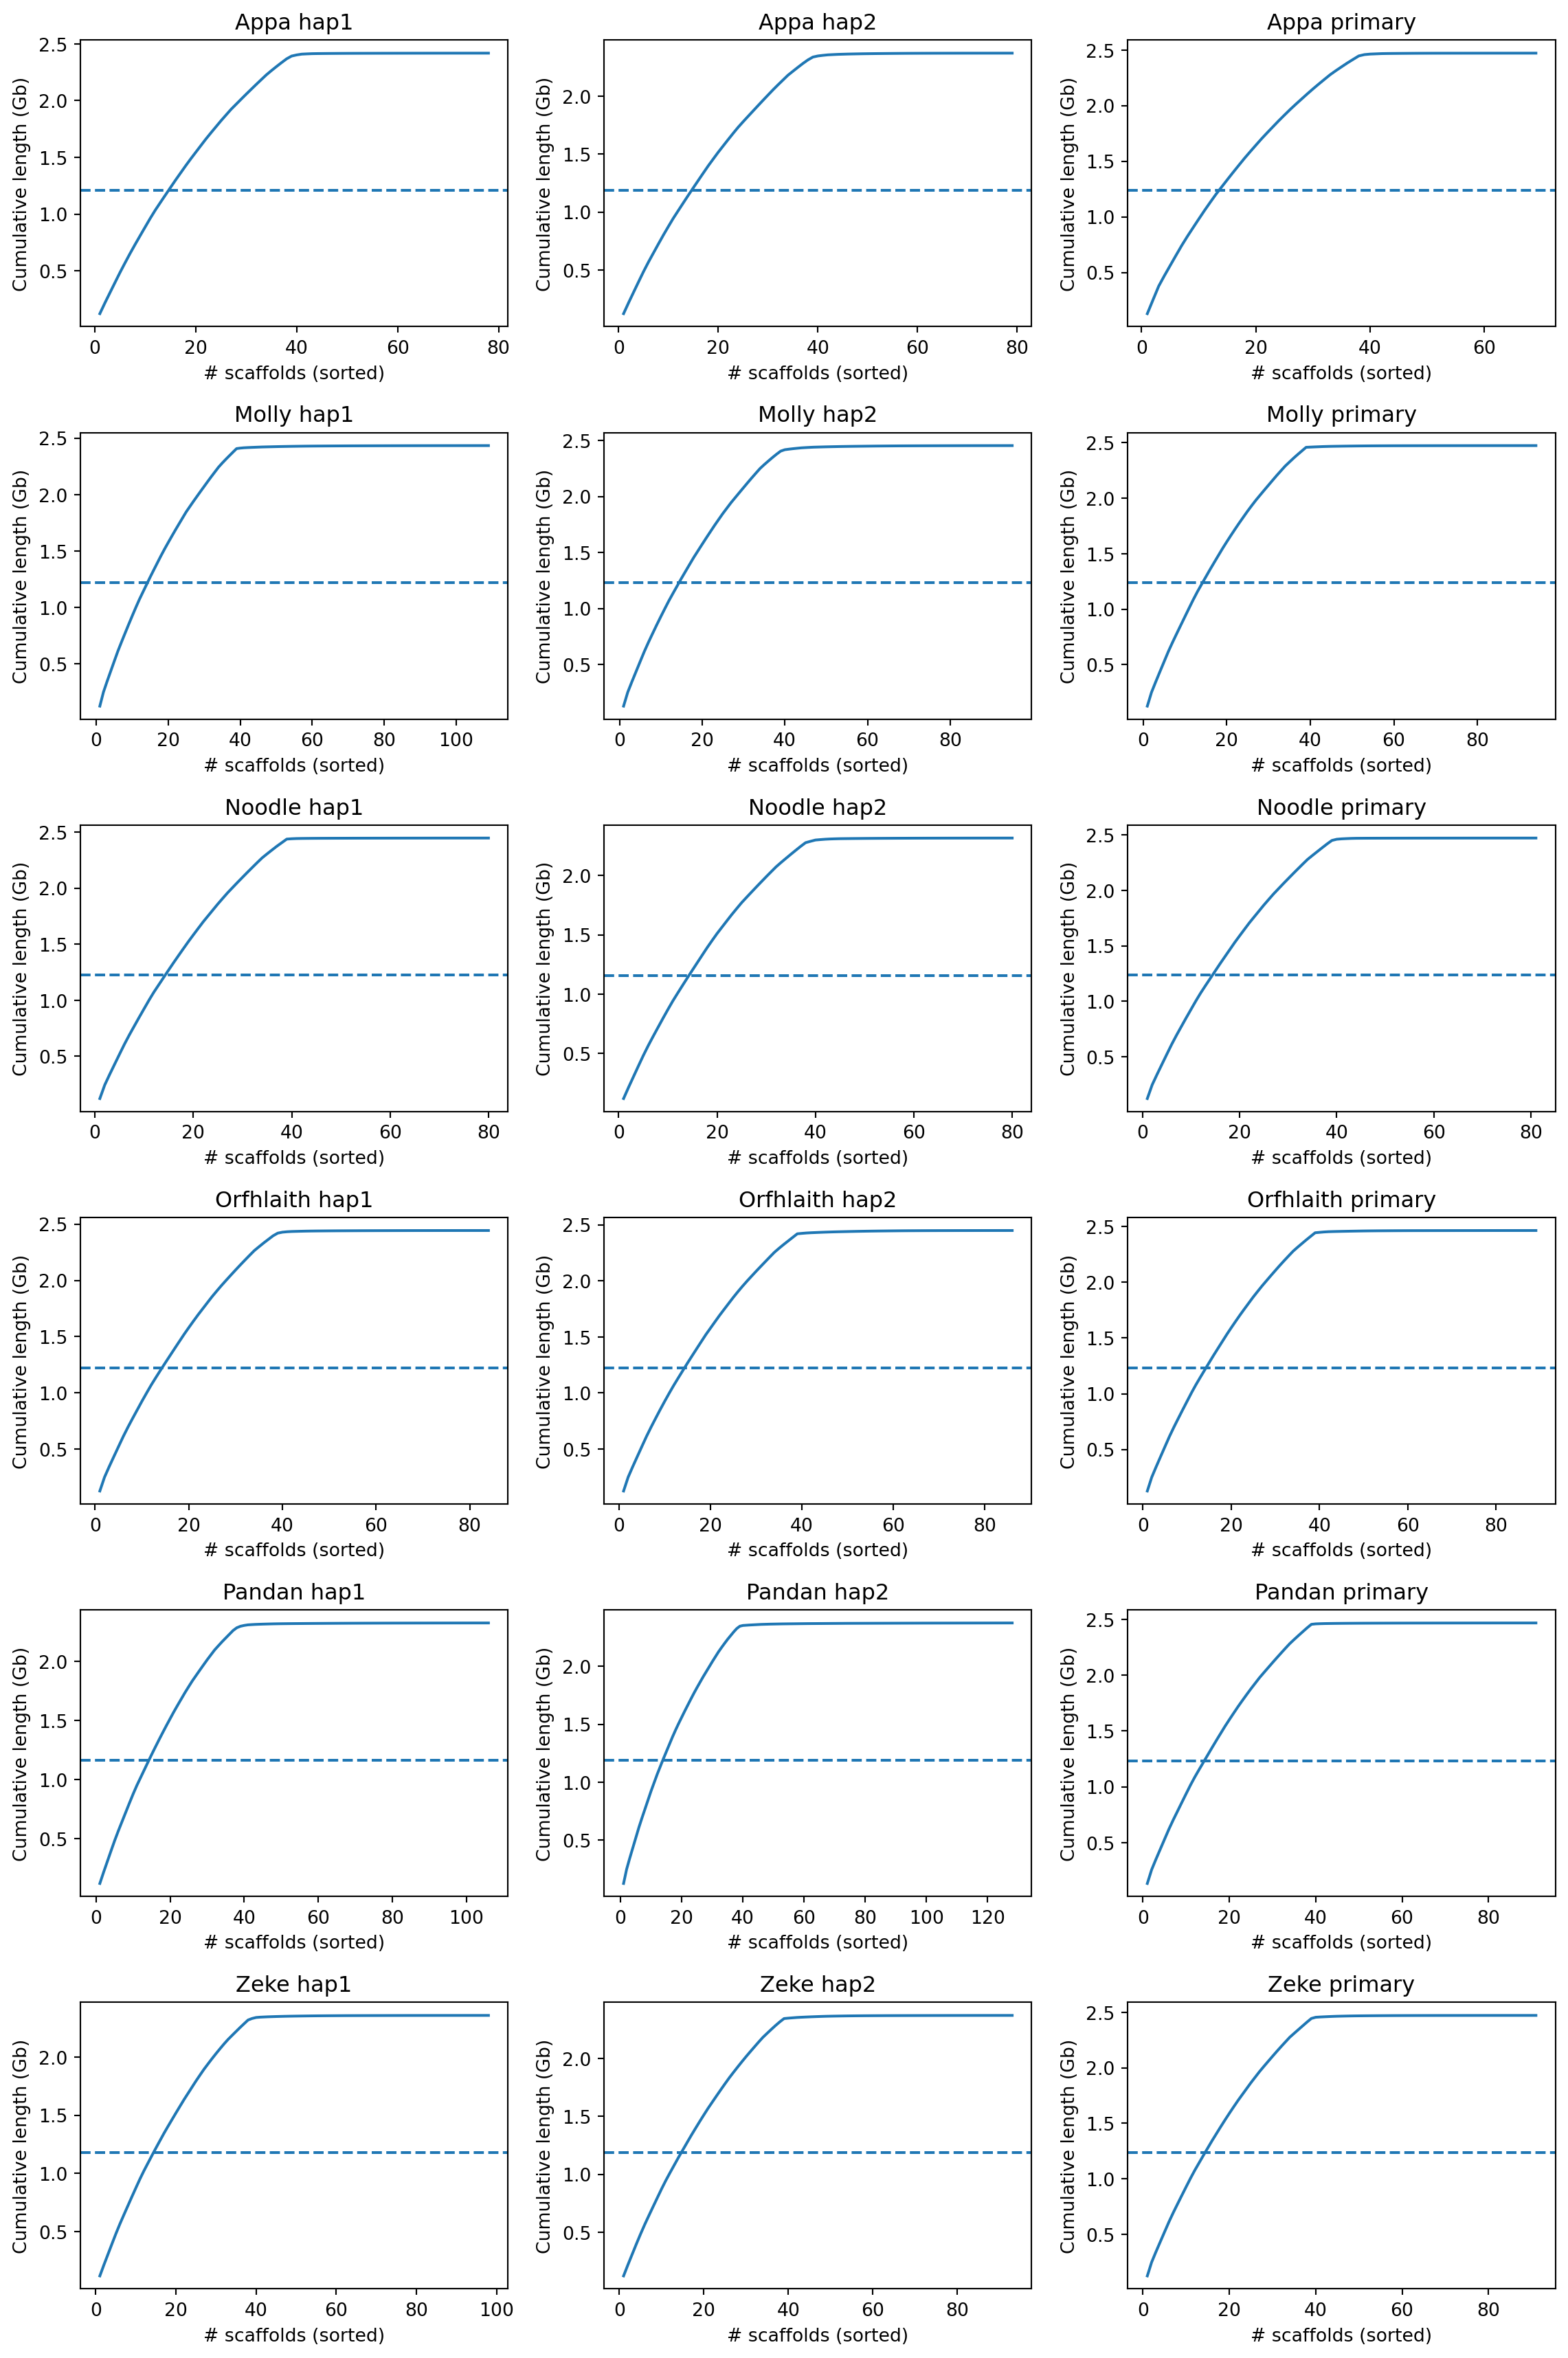 Appa hap1
Appa hap2
Appa primary
Cumulative length (Gb)
2.5
2.0
1.5
1.0
0.5
0 20 40 60 80
# scaffolds (sorted)
Cumulative length (Gb)
2.0
1.5
1.0
0.5
0 20 40 60 80
# scaffolds (sorted)
Cumulative length (Gb)
2.5
2.0
1.5
1.0
0.5
0 20 40 60
# scaffolds (sorted)
Molly hap1
Molly hap2
Molly primary
Cumulative length (Gb)
2.5
2.0
1.5
1.0
0.5
0 20 40 60 80 100
# scaffolds (sorted)
Cumulative length (Gb)
2.5
2.0
1.5
1.0
0.5
0 20 40 60 80
# scaffolds (sorted)
Cumulative length (Gb)
2.5
2.0
1.5
1.0
0.5
0 20 40 60 80
# scaffolds (sorted)
Noodle hap1
Noodle hap2
Noodle primary
Cumulative length (Gb)
2.5
2.0
1.5
1.0
0.5
0 20 40 60 80
# scaffolds (sorted)
Cumulative length (Gb)
2.0
1.5
1.0
0.5
0 20 40 60 80
# scaffolds (sorted)
Cumulative length (Gb)
2.5
2.0
1.5
1.0
0.5
0 20 40 60 80
# scaffolds (sorted)
Orfhlaith hap1
Orfhlaith hap2
Orfhlaith primary
Cumulative length (Gb)
2.5
2.0
1.5
1.0
0.5
0 20 40 60 80
# scaffolds (sorted)
Cumulative length (Gb)
2.5
2.0
1.5
1.0
0.5
0 20 40 60 80
# scaffolds (sorted)
Cumulative length (Gb)
2.5
2.0
1.5
1.0
0.5
0 20 40 60 80
# scaffolds (sorted)
Pandan hap1
Pandan hap2
Pandan primary
Cumulative length (Gb)
2.0
1.5
1.0
0.5
0 20 40 60 80 100
# scaffolds (sorted)
Cumulative length (Gb)
2.0
1.5
1.0
0.5
0 20 40 60 80 100 120
# scaffolds (sorted)
Cumulative length (Gb)
2.5
2.0
1.5
1.0
0.5
0 20 40 60 80
# scaffolds (sorted)
Zeke hap1
Zeke hap2
Zeke primary
Cumulative length (Gb)
2.0
1.5
1.0
0.5
0 20 40 60 80 100
# scaffolds (sorted)
Cumulative length (Gb)
2.0
1.5
1.0
0.5
0 20 40 60 80
# scaffolds (sorted)
Cumulative length (Gb)
2.5
2.0
1.5
1.0
0.5
0 20 40 60 80
# scaffolds (sorted)